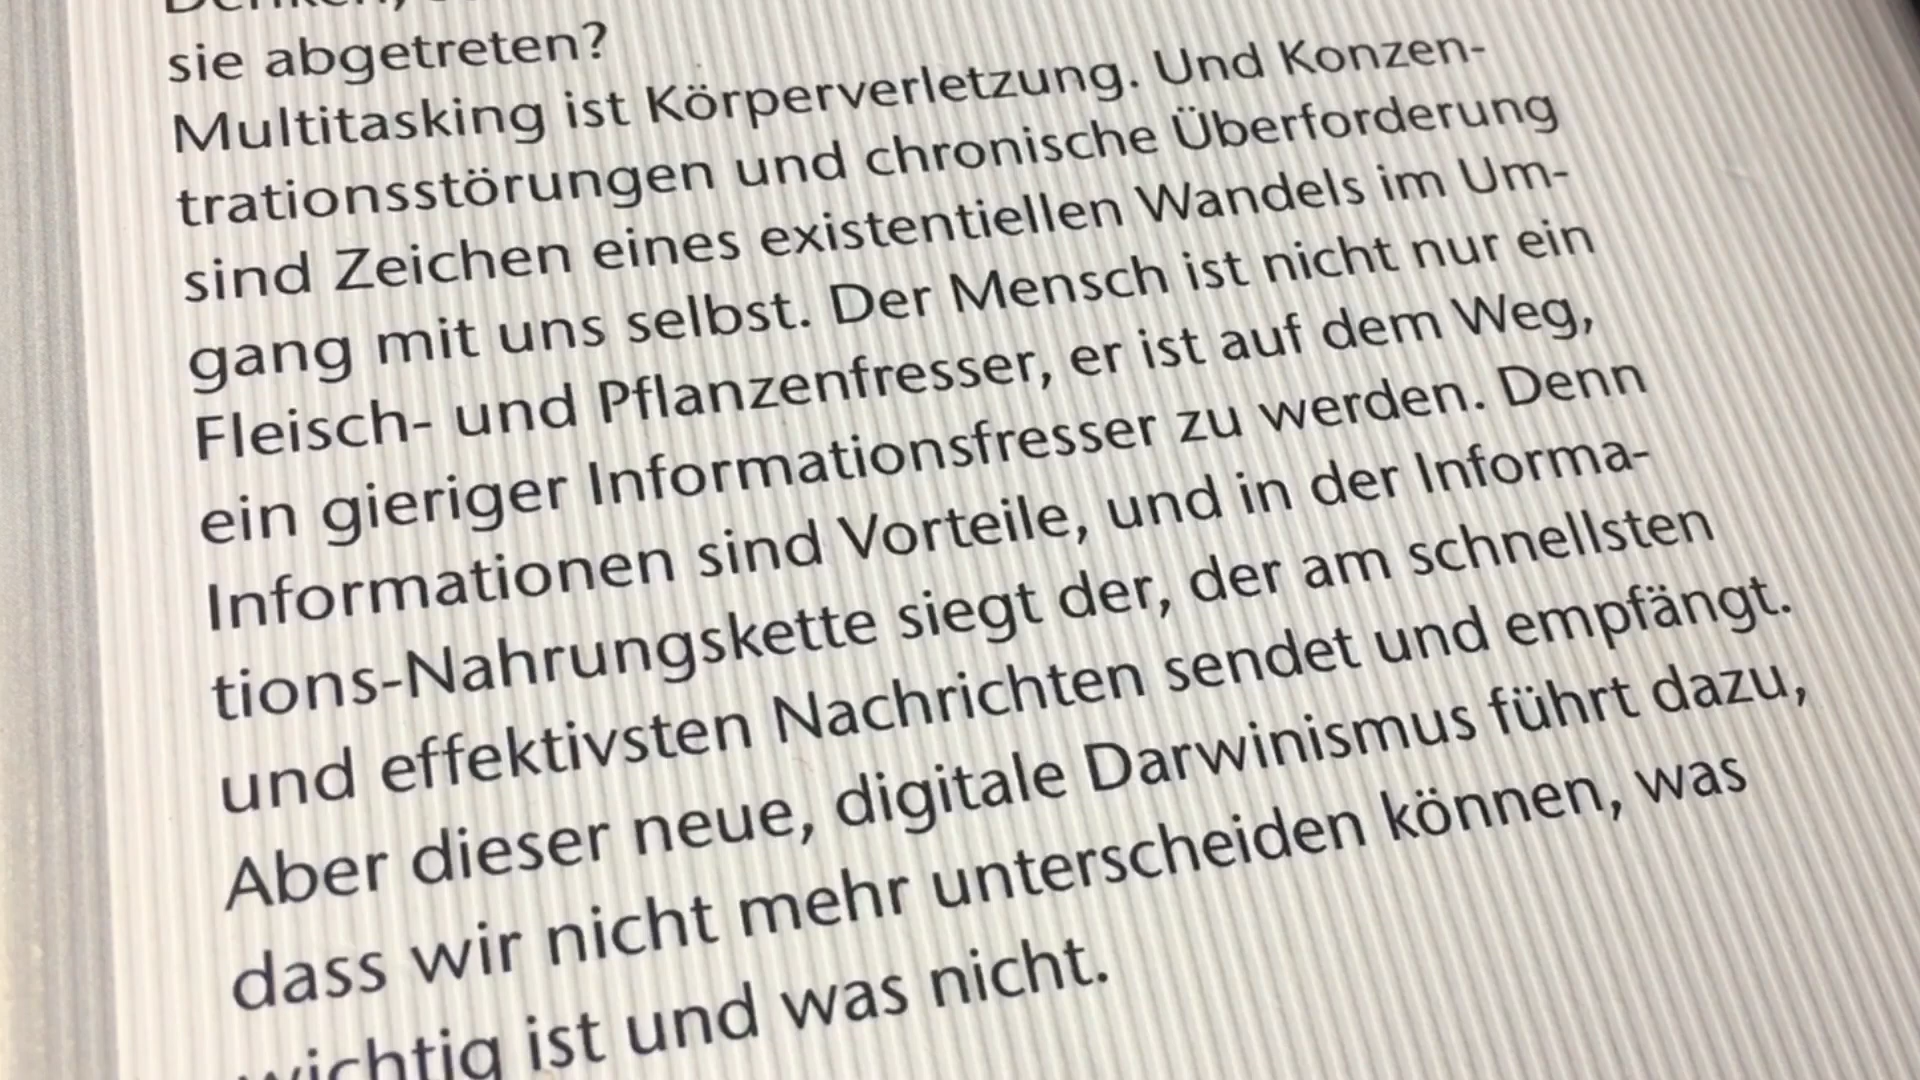 sie abgetreten?
Multitasking ist Körperverletzung. Und Konzen-
trationsstörungen und chronische Überforderung
sind Zeichen eines existentiellen Wandels im Um-
gang mit uns selbst. Der Mensch ist nicht nur ein
Fleisch- und Pflanzenfresser, er ist auf dem Weg,
ein gieriger Informationsfresser zu werden. Denn
Informationen sind Vorteile, und in der Informa-
tions-Nahrungskette siegt der, der am schnellsten
und effektivsten Nachrichten sendet und empfängt.
Aber dieser neue, digitale Darwinismus führt dazu,
dass wir nicht mehr unterscheiden können, was
wichtig ist und was nicht.